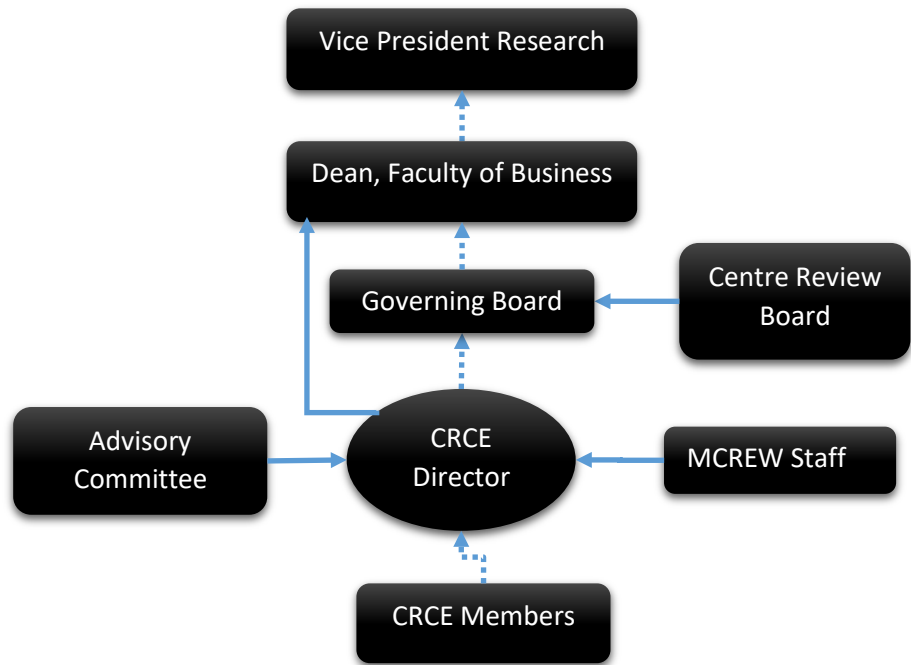 Vice President Research
Dean, Faculty of Business
Governing Board
Centre Review
Board
Advisory
Committee
CRCE
Director
MCREW Staff
CRCE Members